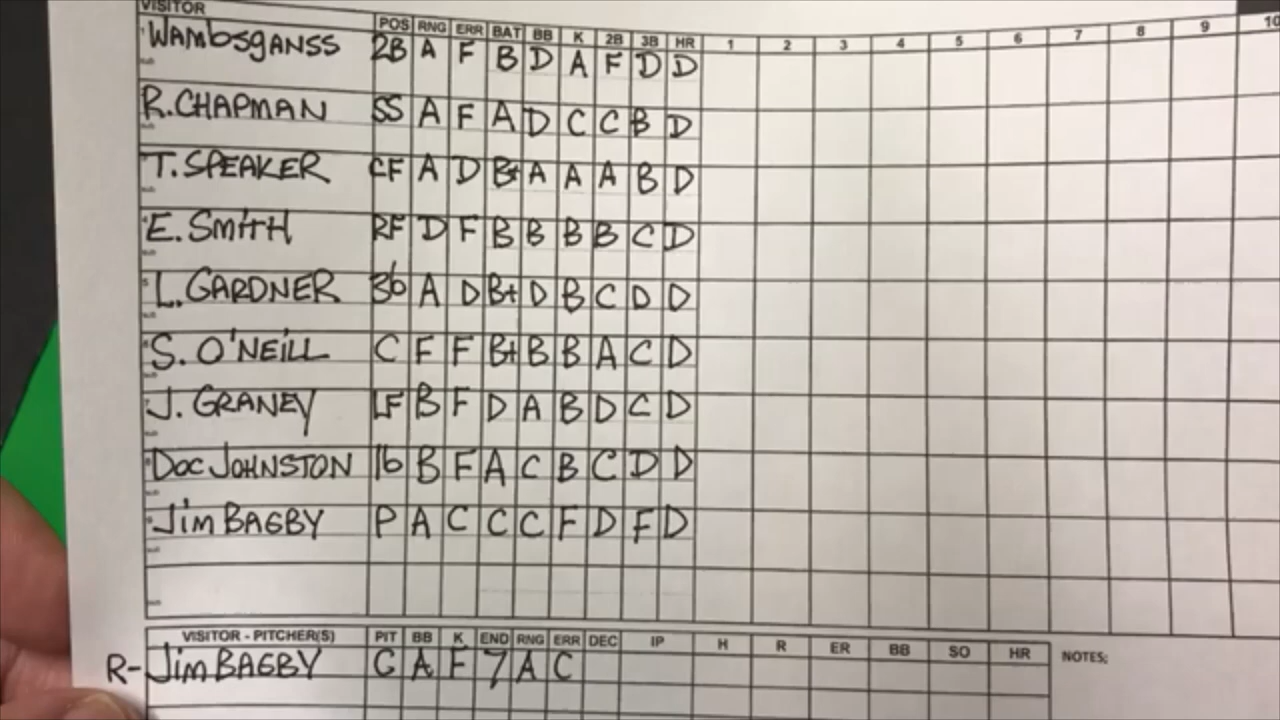 VISITOR POS RNG ERR BAT BB K 2B 3B HR 1 2 3 4 5 6 7 8 9 10
Wambsganss 2B A F B D A F D D
R. CHAPMAN SS A F A D C C B D
T. SPEAKER CF A D B+ A A A B D
E. Smith RF D F B B B B C D
L. GARDNER 3b A D B+ D B C D D
S. O'NEiLL C F F B+ B B A C D
J. GRANEY LF B F D A B D C D
Doc JOHNSTON 1b B F A C B C D D
Jim BAGBY P A C C C F D F D
VISITOR - PITCHER(S) PIT BB K END RNG ERR DEC IP H R ER BB SO HR NOTES:
R- Jim BAGBY C A F 7 A C